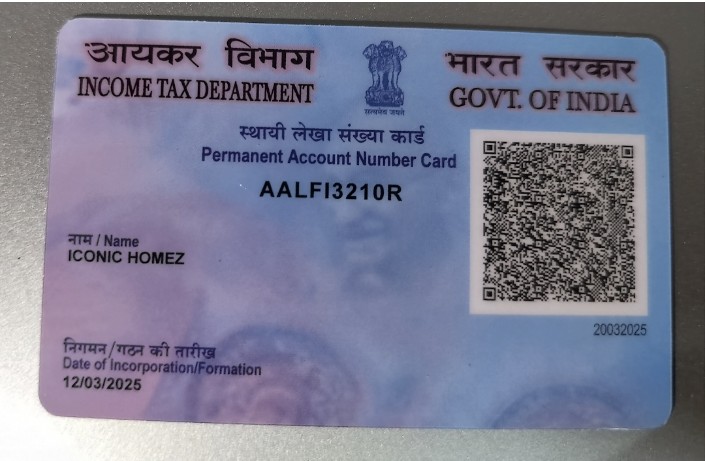 आयकर विभाग
INCOME TAX DEPARTMENT
सत्यमेव जयते
भारत सरकार
GOVT. OF INDIA
स्थायी लेखा संख्या कार्ड
Permanent Account Number Card
AALFI3210R
नाम / Name
ICONIC HOMEZ
20032025
निगमन/गठन की तारीख
Date of Incorporation/Formation
12/03/2025